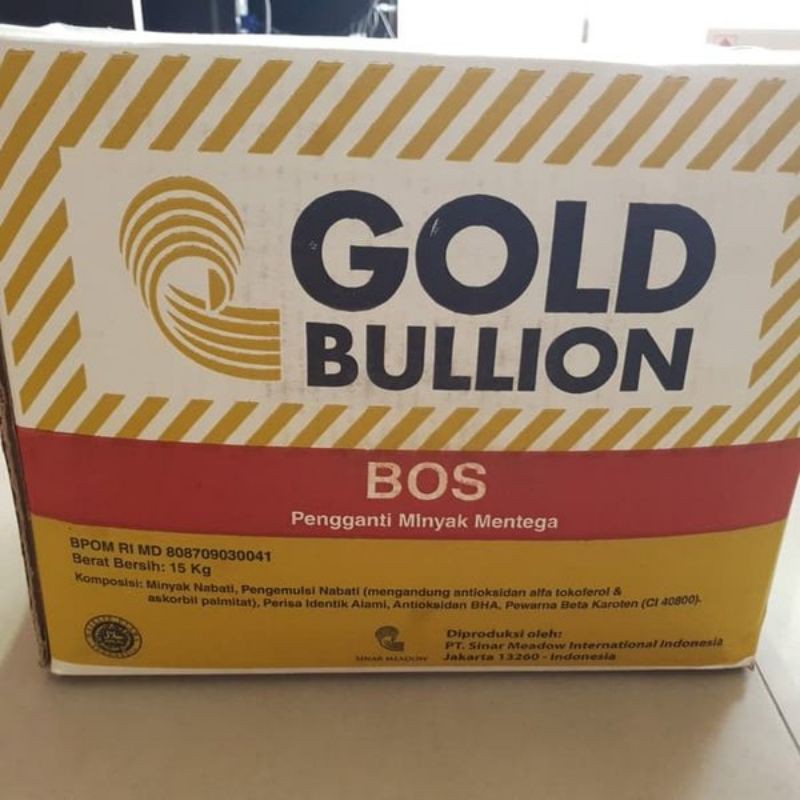 GOLD
BULLION
BOS
Pengganti MInyak Mentega
BPOM RI MD 808709030041
Berat Bersih: 15 Kg
Komposisi: Minyak Nabati, Pengemulsi Nabati (mengandung antioksidan alfa tokoferol &
askorbil palmitat), Perisa Identik Alami, Antioksidan BHA, Pewarna Beta Karoten (CI 40800).
SINAR MEADOW
Diproduksi oleh:
PT. Sinar Meadow International Indonesia
Jakarta 13260 - Indonesia